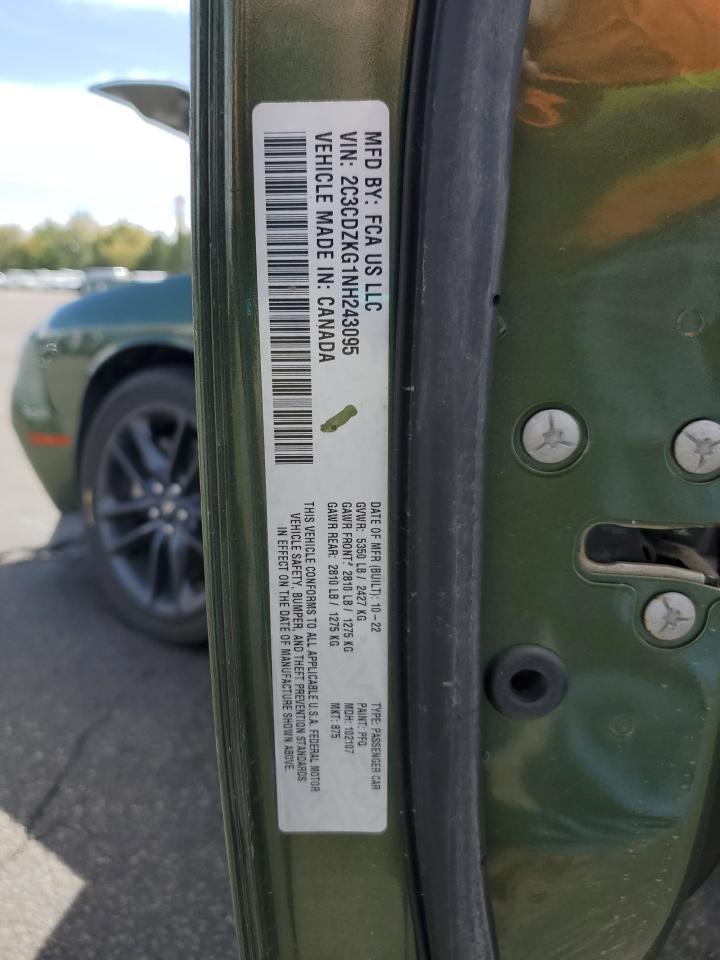 MFD BY: FCA US LLC
VIN: 2C3CDZKG1NH243095
VEHICLE MADE IN: CANADA
DATE OF MFR (BUILT): 10-22
GVWR: 5350 LB / 2427 KG
GAWR FRONT: 2810 LB / 1275 KG
GAWR REAR: 2810 LB / 1275 KG
TYPE: PASSENGER CAR
PAINT: PFQ
MDH: 102107
MKT: 875
THIS VEHICLE CONFORMS TO ALL APPLICABLE U.S.A. FEDERAL MOTOR
VEHICLE SAFETY, BUMPER, AND THEFT PREVENTION STANDARDS
IN EFFECT ON THE DATE OF MANUFACTURE SHOWN ABOVE.